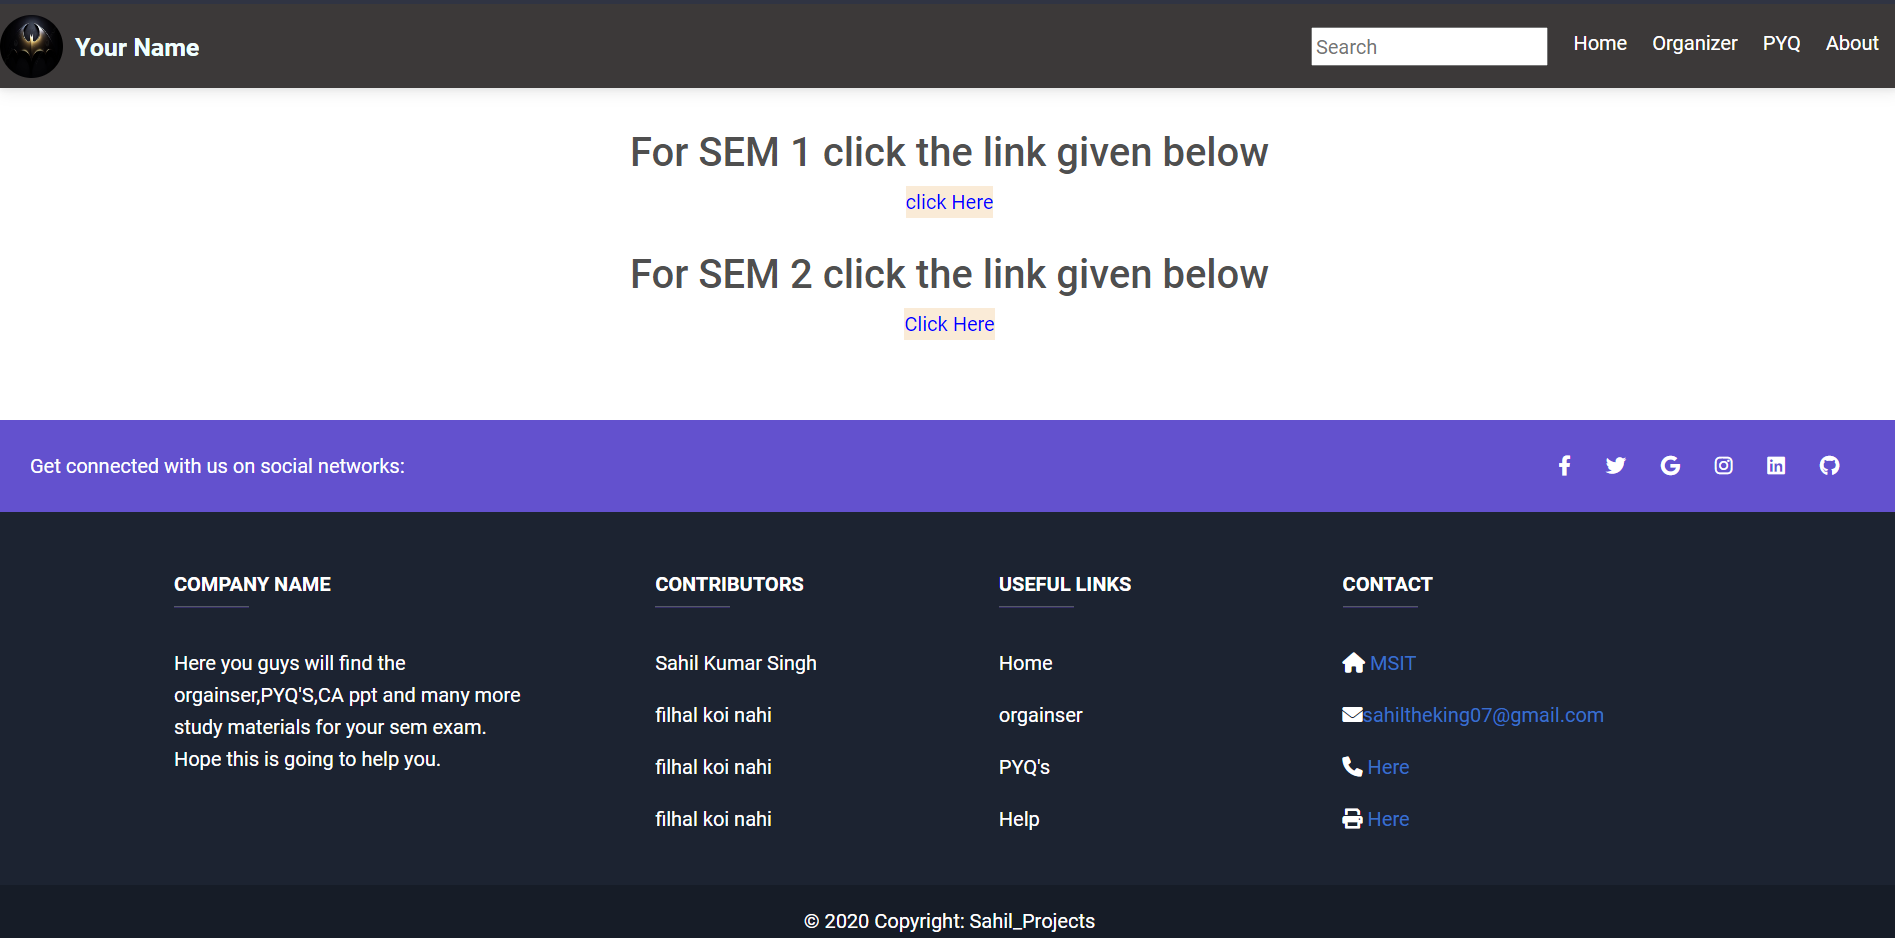 Your Name
Search
Home Organizer PYQ About
For SEM 1 click the link given below
click Here
For SEM 2 click the link given below
Click Here
Get connected with us on social networks:
COMPANY NAME
Here you guys will find the
orgainser,PYQ'S,CA ppt and many more
study materials for your sem exam.
Hope this is going to help you.
CONTRIBUTORS
Sahil Kumar Singh
filhal koi nahi
filhal koi nahi
filhal koi nahi
USEFUL LINKS
Home
orgainser
PYQ's
Help
CONTACT
MSIT
sahiltheking07@gmail.com
Here
Here
© 2020 Copyright: Sahil_Projects